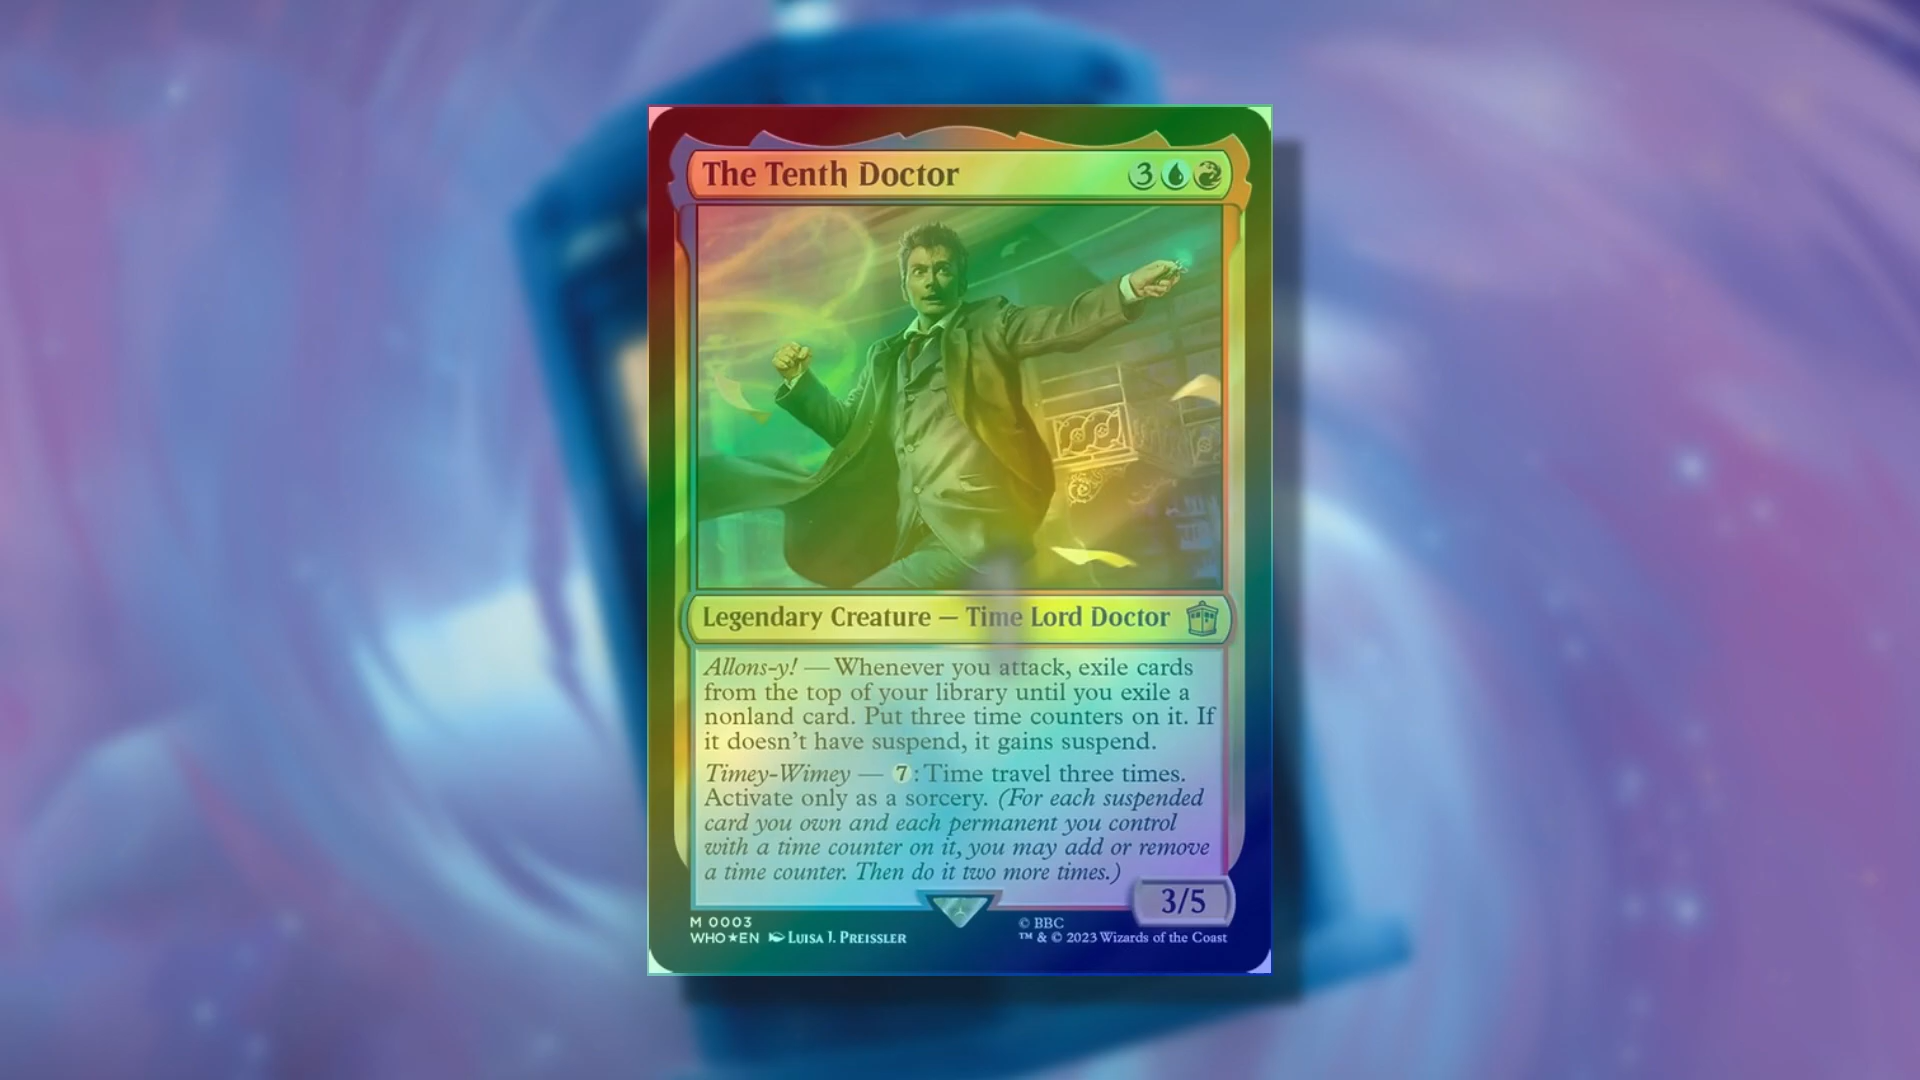 The Tenth Doctor 3
Legendary Creature — Time Lord Doctor
Allons-y! — Whenever you attack, exile cards
from the top of your library until you exile a
nonland card. Put three time counters on it. If
it doesn't have suspend, it gains suspend.
Timey-Wimey — 7: Time travel three times.
Activate only as a sorcery. (For each suspended
card you own and each permanent you control
with a time counter on it, you may add or remove
a time counter. Then do it two more times.)
3/5
M 0003 © BBC
WHO★EN LUISA J. PREISSLER ™ & © 2023 Wizards of the Coast